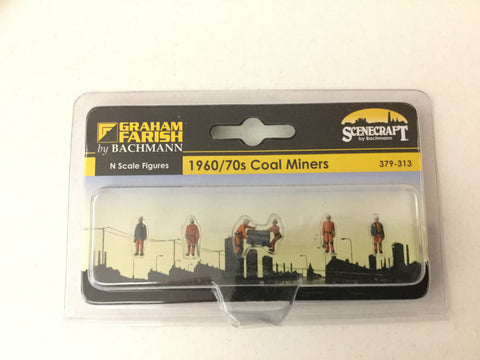 GRAHAM
FARISH
by BACHMANN
N Scale Figures
SCENECRAFT
by Bachmann
1960/70s Coal Miners
379-313